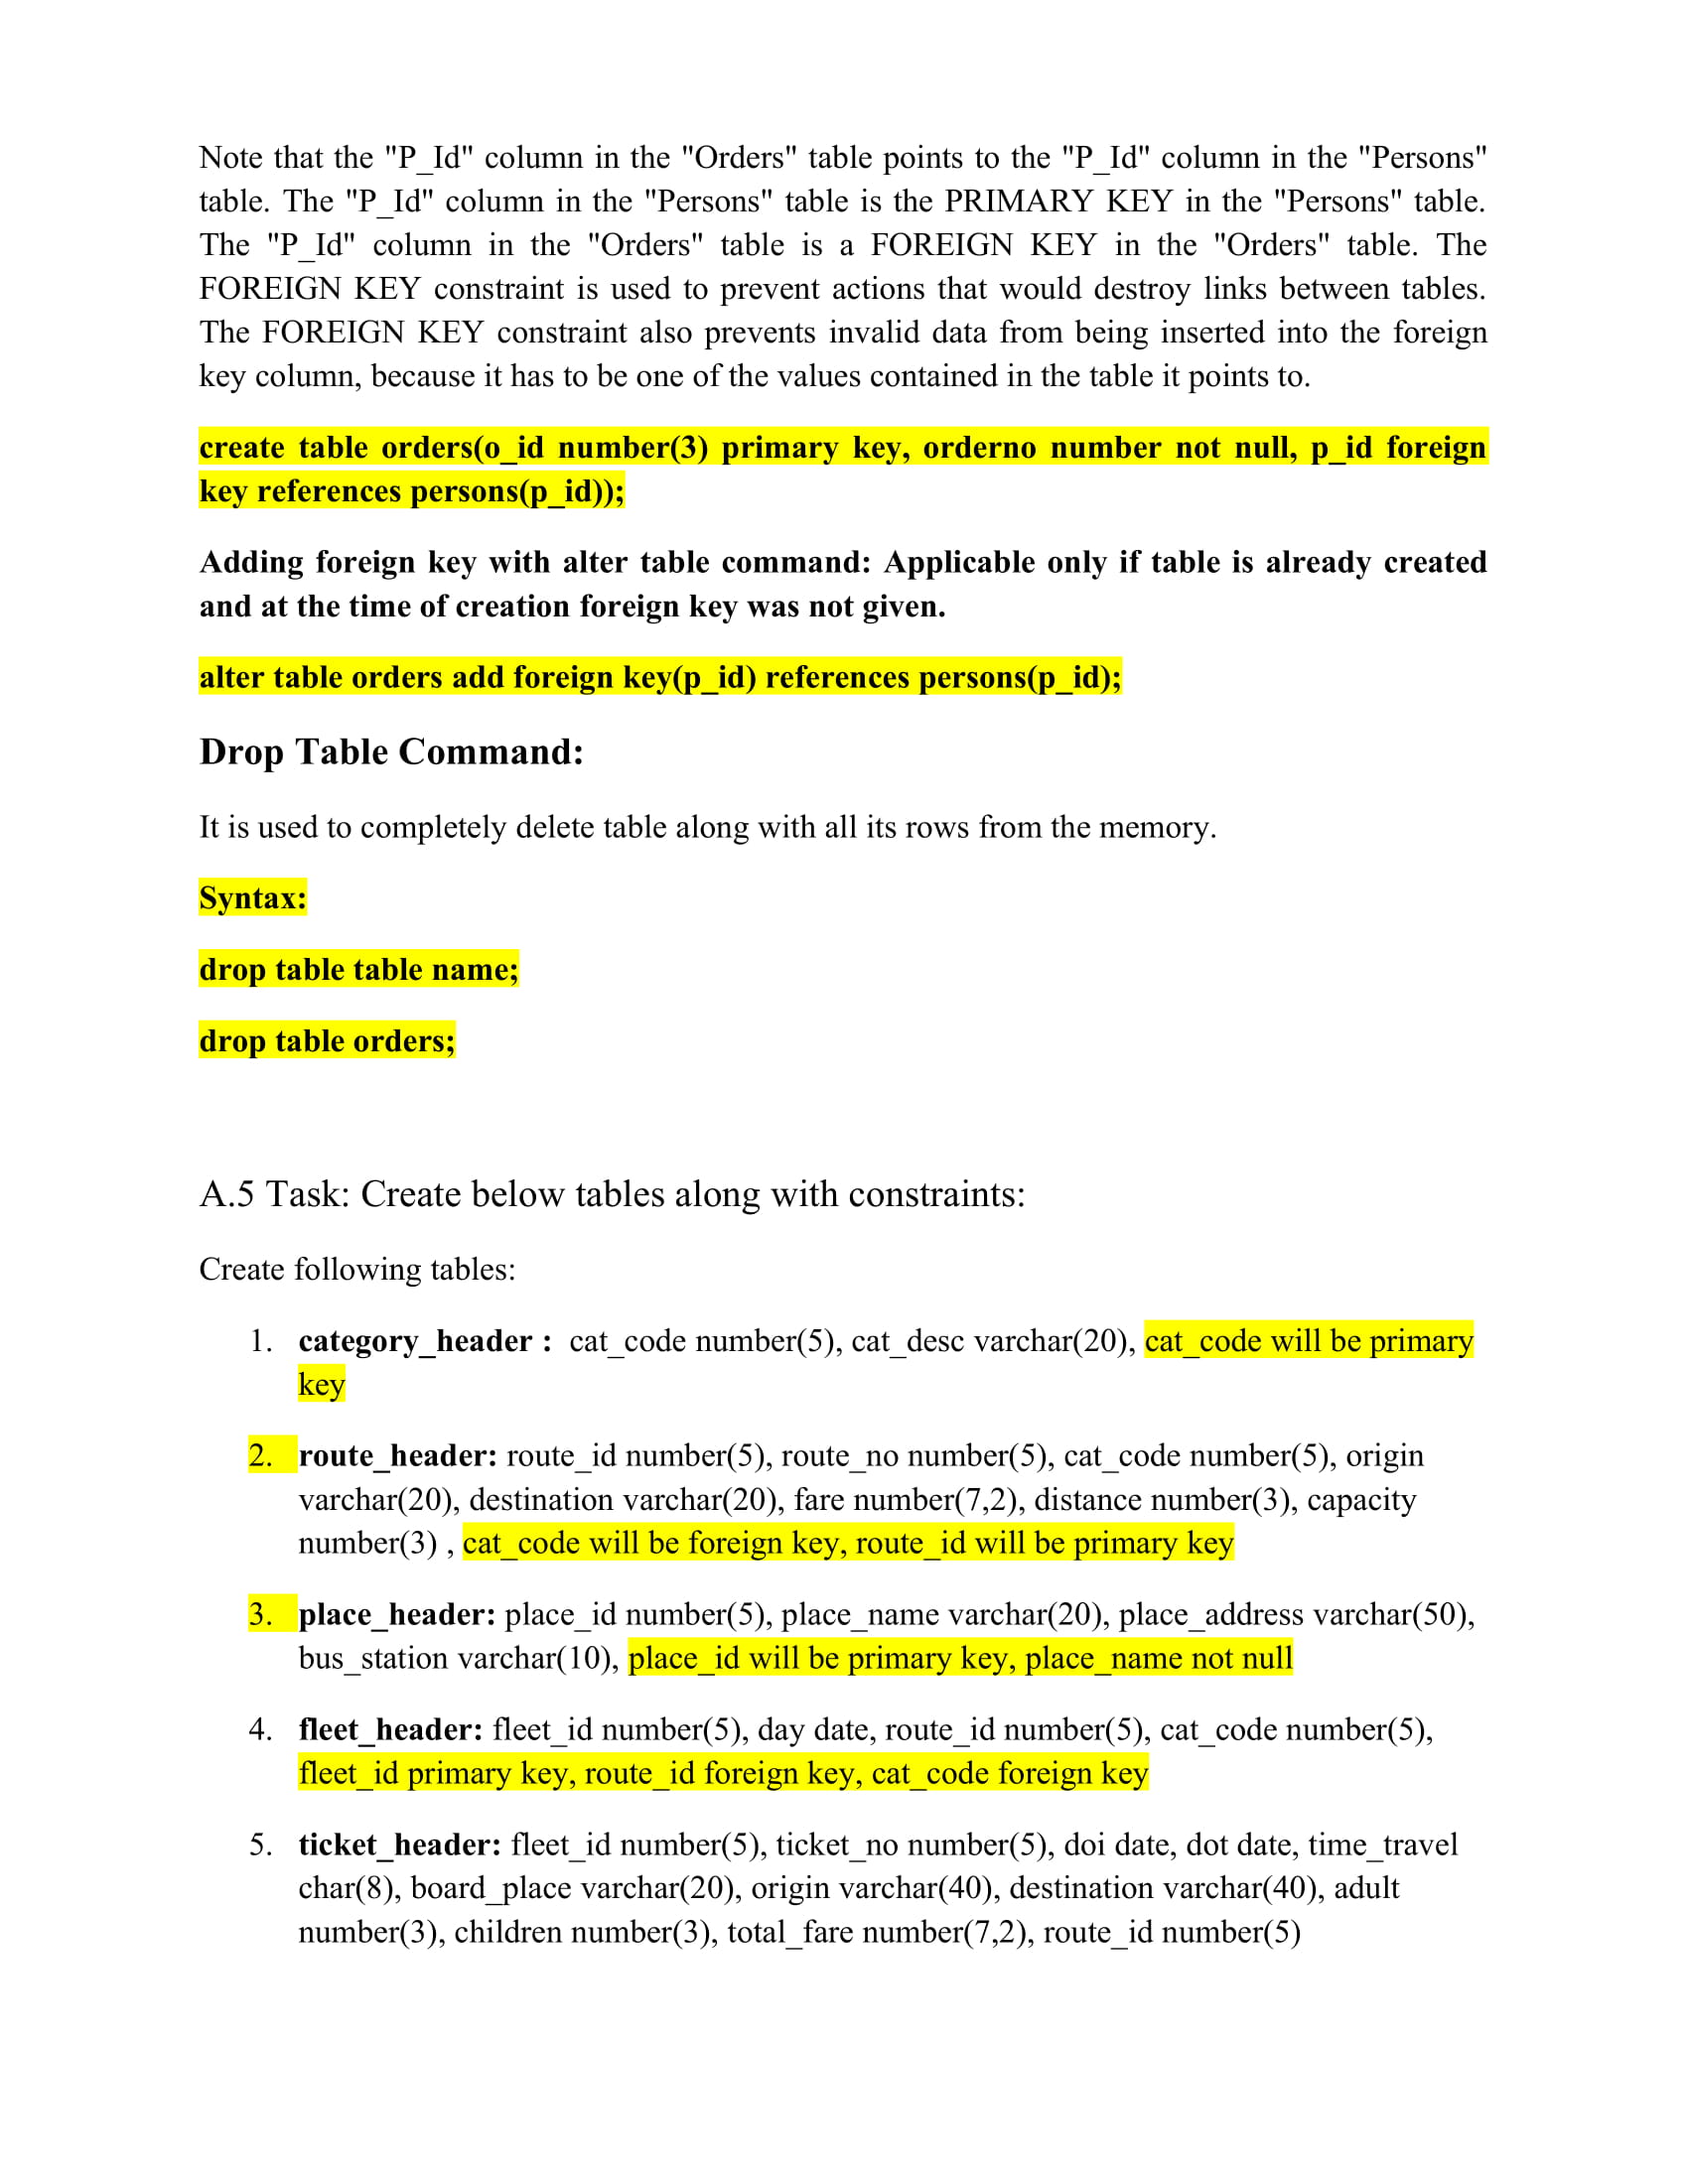 Note that the "P_Id" column in the "Orders" table points to the "P_Id" column in the "Persons"
table. The "P_Id" column in the "Persons" table is the PRIMARY KEY in the "Persons" table.
The "P_Id" column in the "Orders" table is a FOREIGN KEY in the "Orders" table. The
FOREIGN KEY constraint is used to prevent actions that would destroy links between tables.
The FOREIGN KEY constraint also prevents invalid data from being inserted into the foreign
key column, because it has to be one of the values contained in the table it points to.
create table orders(o_id number(3) primary key, orderno number not null, p_id foreign
key references persons(p_id));
Adding foreign key with alter table command: Applicable only if table is already created
and at the time of creation foreign key was not given.
alter table orders add foreign key(p_id) references persons(p_id);
Drop Table Command:
It is used to completely delete table along with all its rows from the memory.
Syntax:
drop table table name;
drop table orders;
A.5 Task: Create below tables along with constraints:
Create following tables:
1. category_header : cat_code number(5), cat_desc varchar(20), cat_code will be primary
key
2. route_header: route_id number(5), route_no number(5), cat_code number(5), origin
varchar(20), destination varchar(20), fare number(7,2), distance number(3), capacity
number(3) , cat_code will be foreign key, route_id will be primary key
3. place_header: place_id number(5), place_name varchar(20), place_address varchar(50),
bus_station varchar(10), place_id will be primary key, place_name not null
4. fleet_header: fleet_id number(5), day date, route_id number(5), cat_code number(5),
fleet_id primary key, route_id foreign key, cat_code foreign key
5. ticket_header: fleet_id number(5), ticket_no number(5), doi date, dot date, time_travel
char(8), board_place varchar(20), origin varchar(40), destination varchar(40), adult
number(3), children number(3), total_fare number(7,2), route_id number(5)